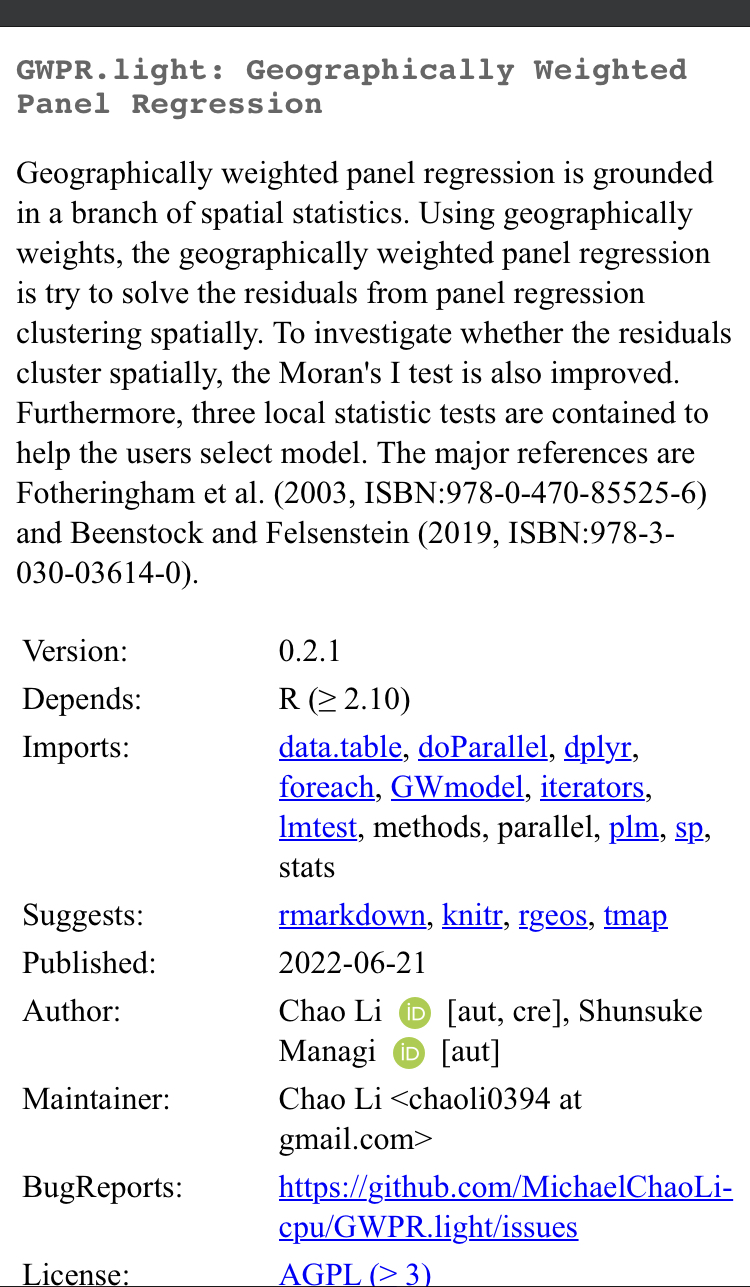 GWPR.light: Geographically Weighted
Panel Regression
Geographically weighted panel regression is grounded
in a branch of spatial statistics. Using geographically
weights, the geographically weighted panel regression
is try to solve the residuals from panel regression
clustering spatially. To investigate whether the residuals
cluster spatially, the Moran's I test is also improved.
Furthermore, three local statistic tests are contained to
help the users select model. The major references are
Fotheringham et al. (2003, ISBN:978-0-470-85525-6)
and Beenstock and Felsenstein (2019, ISBN:978-3-
030-03614-0).
Version: 0.2.1
Depends: R (≥ 2.10)
Imports: data.table, doParallel, dplyr,
foreach, GWmodel, iterators,
lmtest, methods, parallel, plm, sp,
stats
Suggests: rmarkdown, knitr, rgeos, tmap
Published: 2022-06-21
Author: Chao Li iD [aut, cre], Shunsuke
Managi iD [aut]
Maintainer: Chao Li <chaoli0394 at
gmail.com>
BugReports: https://github.com/MichaelChaoLi-
cpu/GWPR.light/issues
License: AGPL (≥ 3)